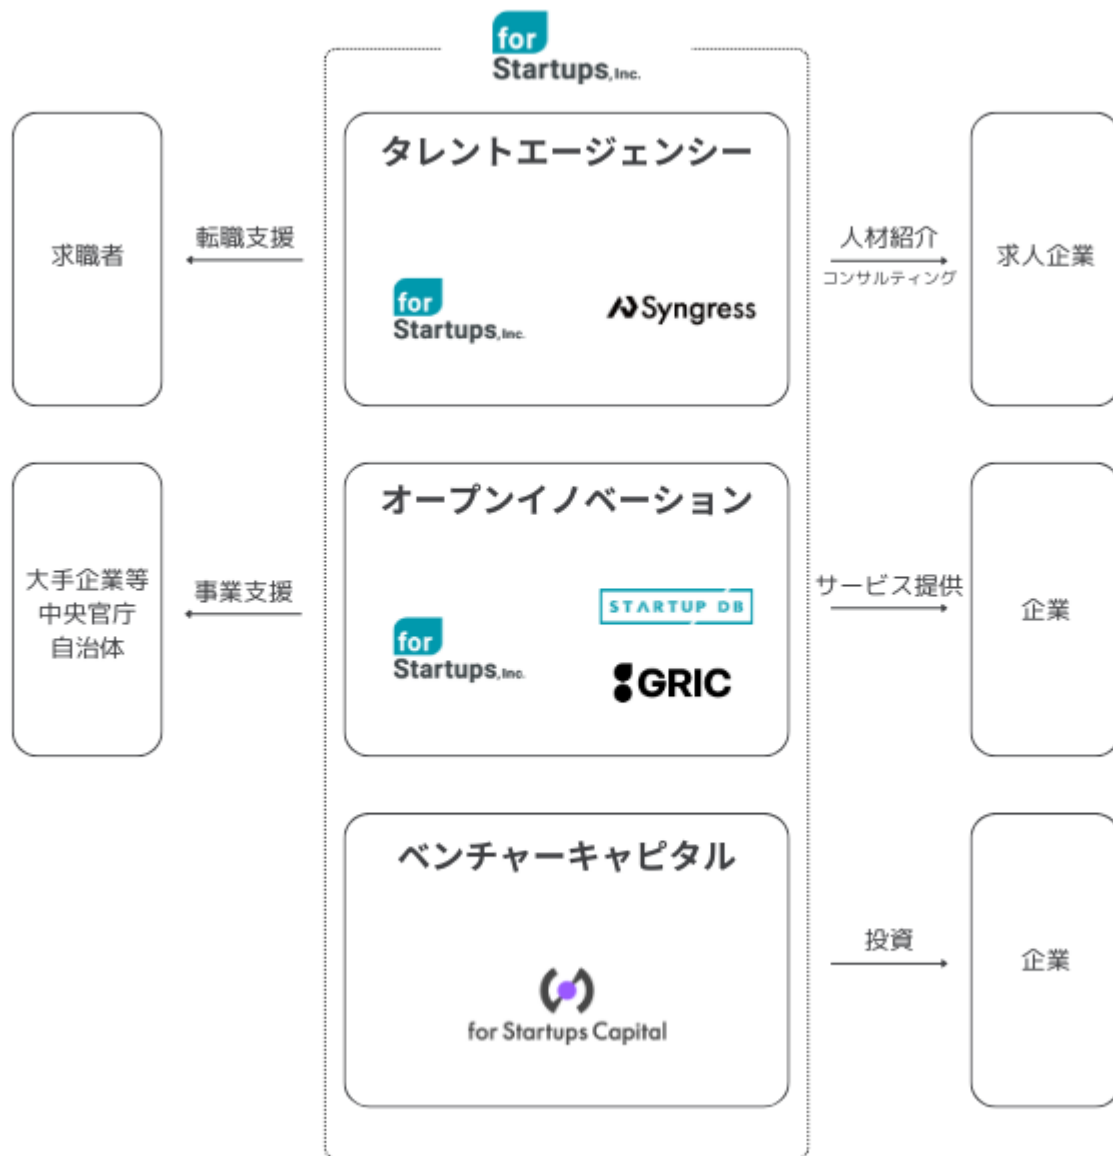 for
Startups,Inc.
タレントエージェンシー
求職者
転職支援
for
Startups,Inc.
Syngress
人材紹介
コンサルティング
求人企業
オープンイノベーション
大手企業等
中央官庁
自治体
事業支援
for
Startups,Inc.
STARTUP DB
GRIC
サービス提供
企業
ベンチャーキャピタル
for Startups Capital
投資
企業